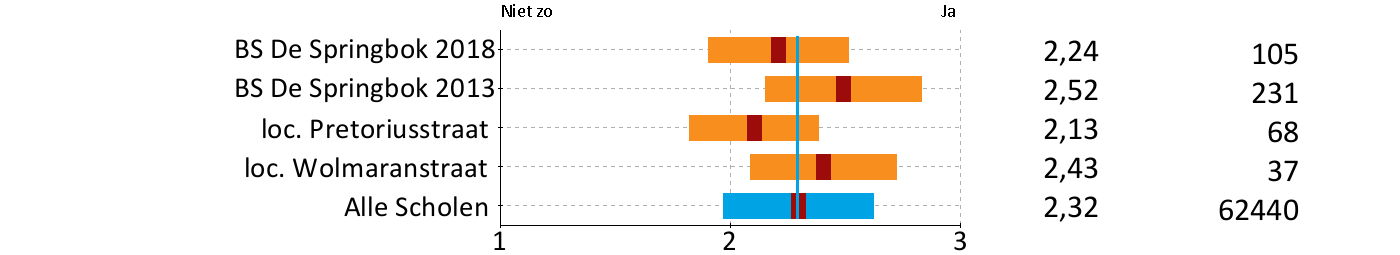 Niet zo Ja
BS De Springbok 2018 2,24 105
BS De Springbok 2013 2,52 231
loc. Pretoriusstraat 2,13 68
loc. Wolmaranstraat 2,43 37
Alle Scholen 2,32 62440
1 2 3